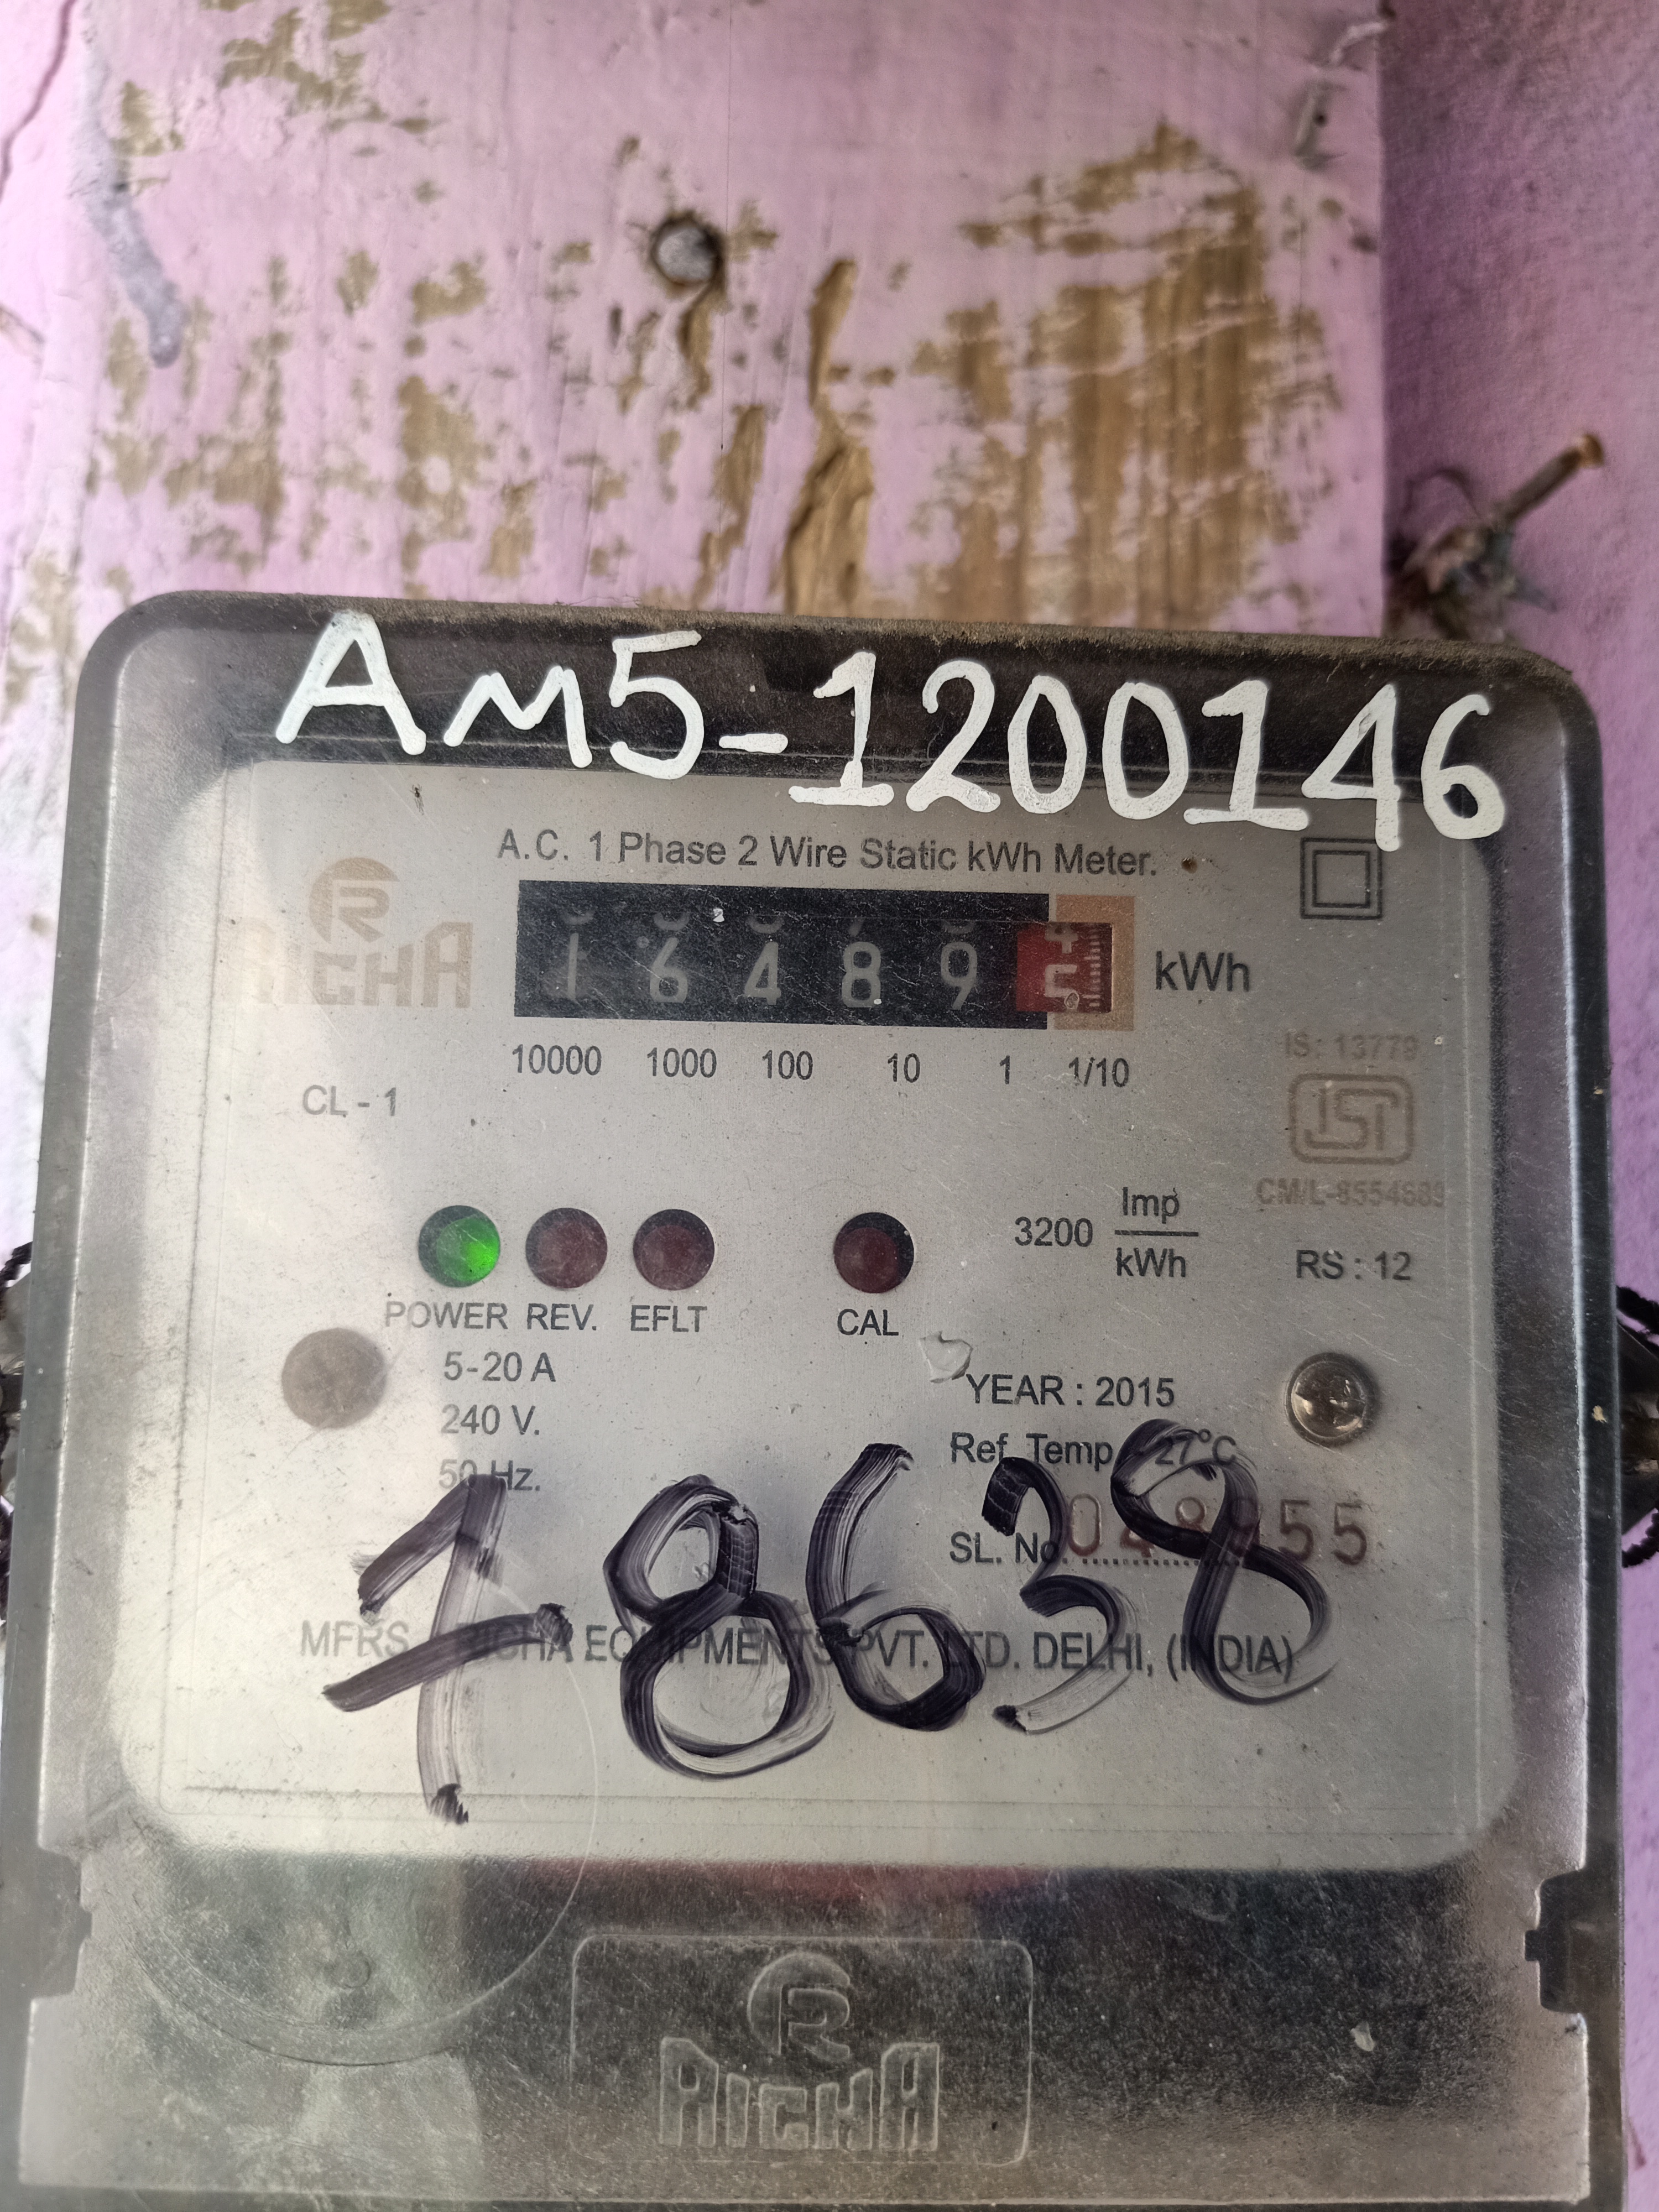 AM5-1200146
A.C. 1 Phase 2 Wire Static kWh Meter.
RICHA
1 6 4 8 9 5 kWh
10000 1000 100 10 1 1/10
IS: 13779
CL - 1
ISI
CM/L-8554689
3200 Imp/kWh
RS : 12
POWER REV. EFLT CAL
5-20 A
240 V.
50 Hz.
YEAR : 2015
Ref. Temp 27°C
SL. No.
78638
MFRS. RICHA EQUIPMENTS PVT. LTD. DELHI, (INDIA)
RICHA